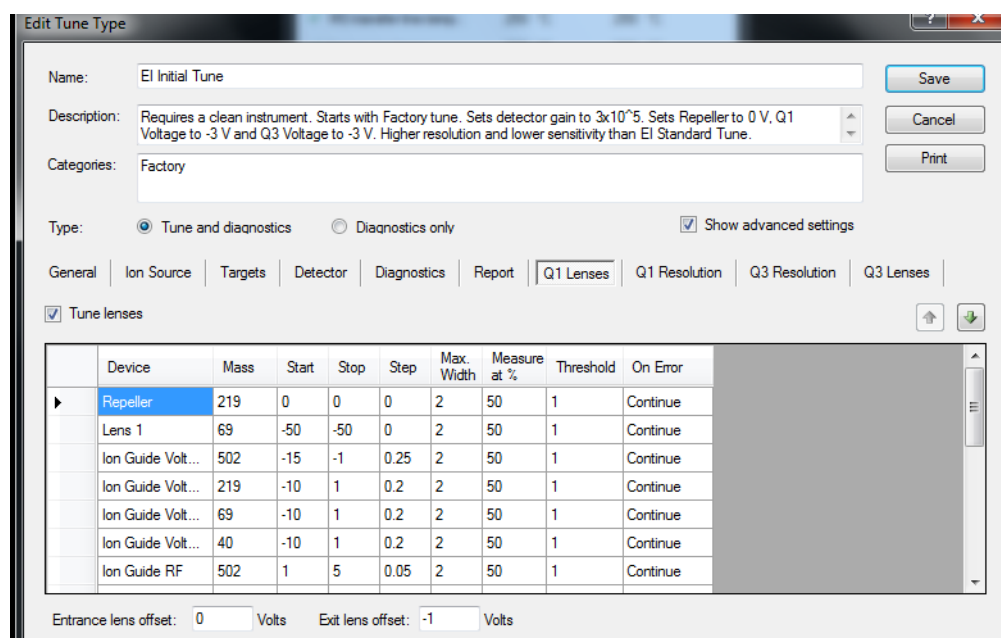 Edit Tune Type
Name: EI Initial Tune Save
Description: Requires a clean instrument. Starts with Factory tune. Sets detector gain to 3x10^5. Sets Repeller to 0 V, Q1 Cancel
Voltage to -3 V and Q3 Voltage to -3 V. Higher resolution and lower sensitivity than EI Standard Tune.
Categories: Factory Print
Type: Tune and diagnostics Diagnostics only Show advanced settings
General Ion Source Targets Detector Diagnostics Report Q1 Lenses Q1 Resolution Q3 Resolution Q3 Lenses
Tune lenses
Device Mass Start Stop Step Max. Width Measure at % Threshold On Error
Repeller 219 0 0 0 2 50 1 Continue
Lens 1 69 -50 -50 0 2 50 1 Continue
Ion Guide Volt... 502 -15 -1 0.25 2 50 1 Continue
Ion Guide Volt... 219 -10 1 0.2 2 50 1 Continue
Ion Guide Volt... 69 -10 1 0.2 2 50 1 Continue
Ion Guide Volt... 40 -10 1 0.2 2 50 1 Continue
Ion Guide RF 502 1 5 0.05 2 50 1 Continue
Entrance lens offset: 0 Volts Exit lens offset: -1 Volts